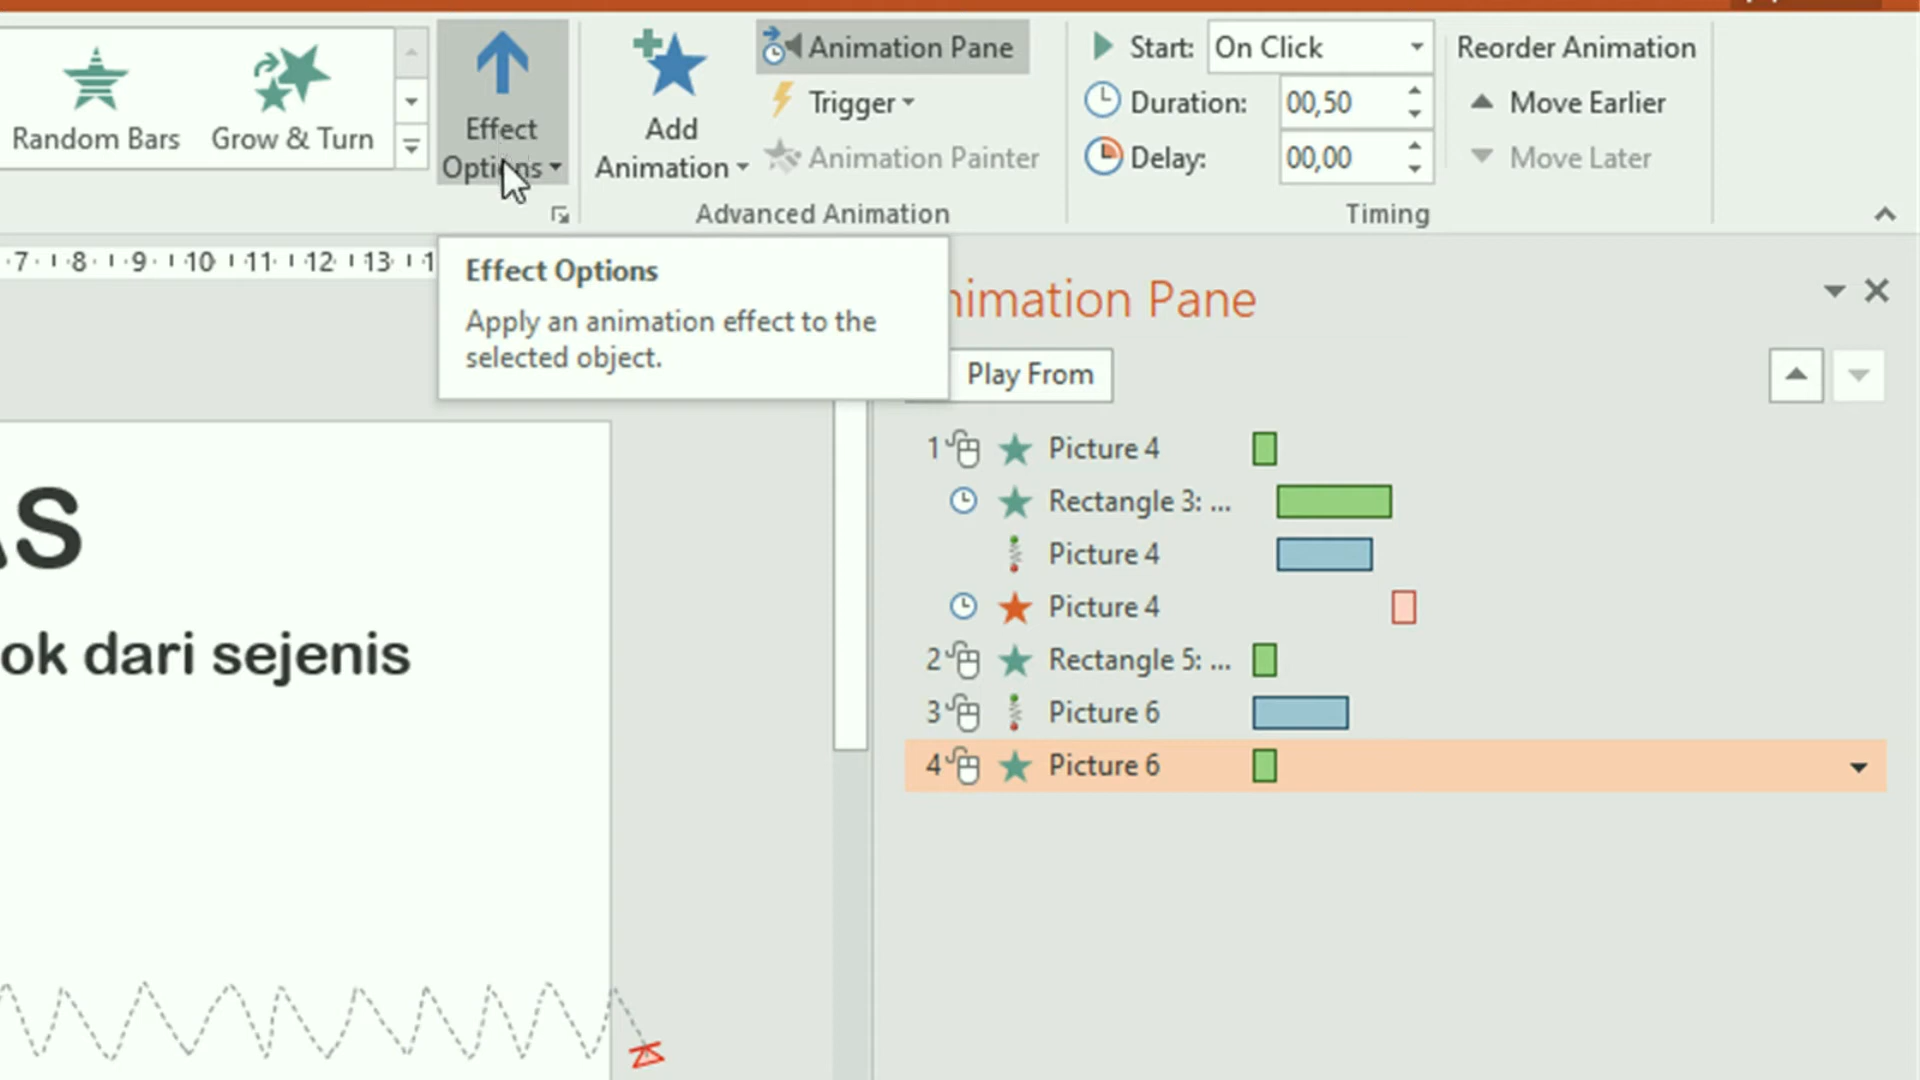 Random Bars
Grow & Turn
Effect
Options
Add
Animation
Animation Pane
Trigger
Animation Painter
Advanced Animation
Start: On Click
Duration: 00,50
Delay: 00,00
Timing
Reorder Animation
Move Earlier
Move Later
7 8 9 10 11 12 13 1
Effect Options
Apply an animation effect to the
selected object.
nimation Pane
Play From
1 Picture 4
Rectangle 3: ...
Picture 4
Picture 4
2 Rectangle 5: ...
3 Picture 6
4 Picture 6
AS
ok dari sejenis